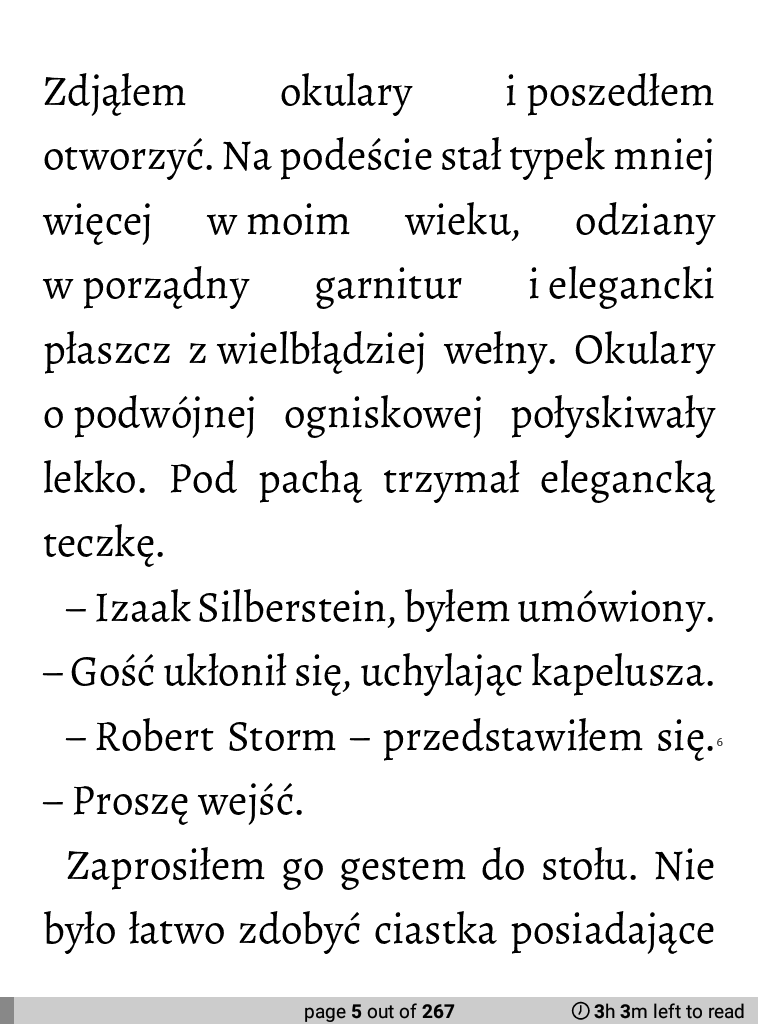 Zdjąłem okulary i poszedłem
otworzyć. Na podeście stał typek mniej
więcej w moim wieku, odziany
w porządny garnitur i elegancki
płaszcz z wielbłądziej wełny. Okulary
o podwójnej ogniskowej połyskiwały
lekko. Pod pachą trzymał elegancką
teczkę.
– Izaak Silberstein, byłem umówiony.
– Gość ukłonił się, uchylając kapelusza.
– Robert Storm – przedstawiłem się.6
– Proszę wejść.
Zaprosiłem go gestem do stołu. Nie
było łatwo zdobyć ciastka posiadające
page 5 out of 267 3h 3m left to read